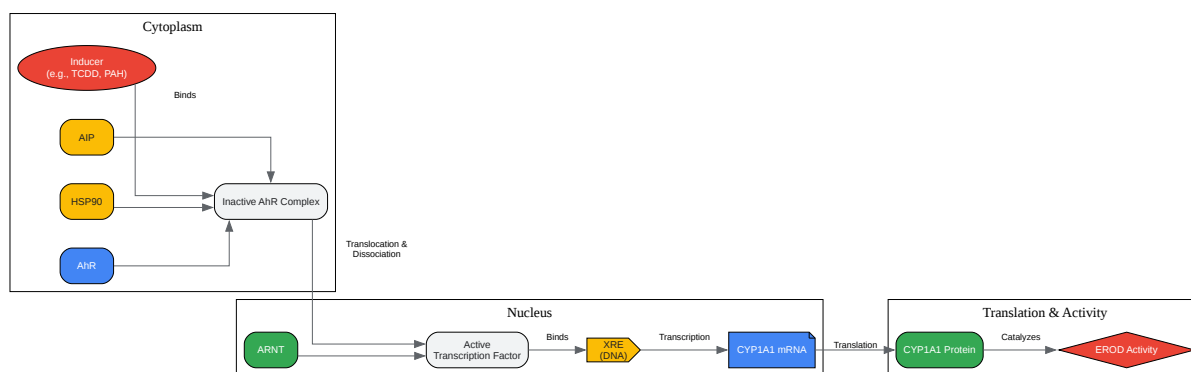 Cytoplasm
Inducer
(e.g., TCDD, PAH)
Binds
AIP
HSP90
Inactive AhR Complex
AhR
Translocation &
Dissociation
Nucleus
ARNT
Active
Transcription Factor
Binds
XRE
(DNA)
Transcription
CYP1A1 mRNA
Translation
Translation & Activity
CYP1A1 Protein
Catalyzes
EROD Activity